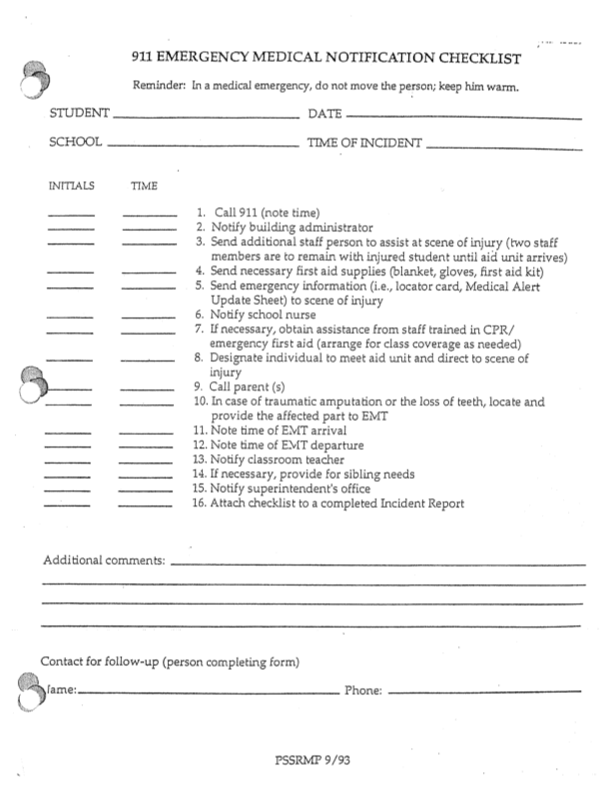 911 EMERGENCY MEDICAL NOTIFICATION CHECKLIST
Reminder: In a medical emergency, do not move the person; keep him warm.
STUDENT DATE
SCHOOL TIME OF INCIDENT
INITIALS TIME
1. Call 911 (note time)
2. Notify building administrator
3. Send additional staff person to assist at scene of injury (two staff
members are to remain with injured student until aid unit arrives)
4. Send necessary first aid supplies (blanket, gloves, first aid kit)
5. Send emergency information (i.e., locator card, Medical Alert
Update Sheet) to scene of injury
6. Notify school nurse
7. If necessary, obtain assistance from staff trained in CPR/
emergency first aid (arrange for class coverage as needed)
8. Designate individual to meet aid unit and direct to scene of
injury
9. Call parent (s)
10. In case of traumatic amputation or the loss of teeth, locate and
provide the affected part to EMT
11. Note time of EMT arrival
12. Note time of EMT departure
13. Notify classroom teacher
14. If necessary, provide for sibling needs
15. Notify superintendent's office
16. Attach checklist to a completed Incident Report
Additional comments:
Contact for follow-up (person completing form)
ame: Phone:
PSSRMP 9/93